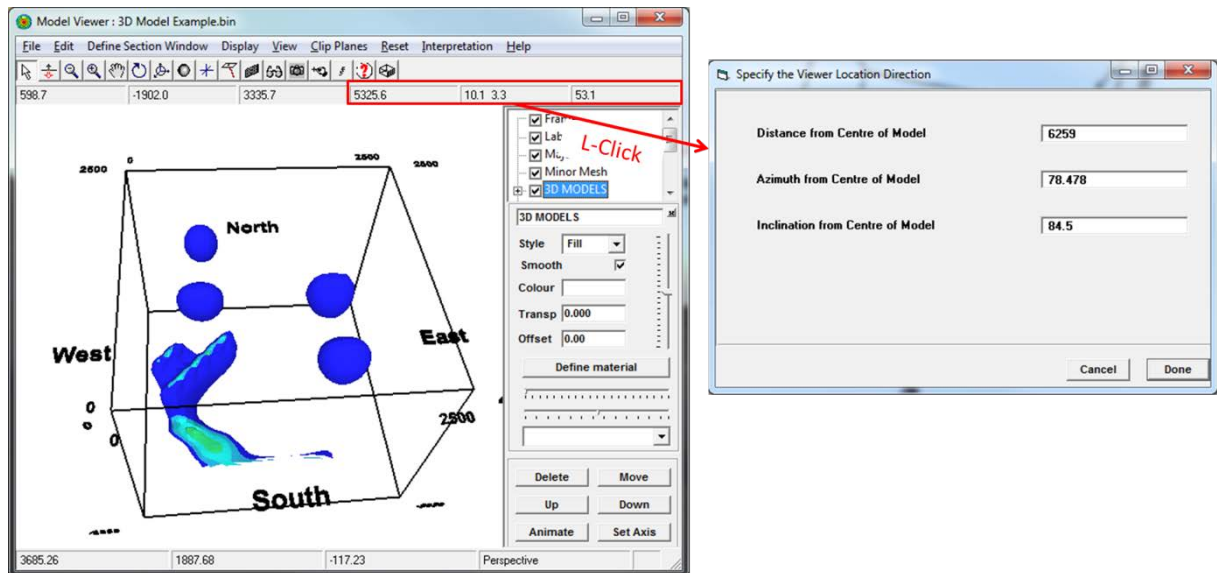 Model Viewer : 3D Model Example.bin
File Edit Define Section Window Display View Clip Planes Reset Interpretation Help
598.7 -1902.0 3335.7 5325.6 10.1 3.3 53.1
Minor Mesh
3D MODELS
L-Click
2500 0 2500 2500
North
West
East
0
0
0
2500
South
3D MODELS
Style Fill
Smooth
Colour
Transp 0.000
Offset 0.00
Define material
Delete Move
Up Down
Animate Set Axis
3685.26 1887.68 -117.23 Perspective
Specify the Viewer Location Direction
Distance from Centre of Model 6259
Azimuth from Centre of Model 78.478
Inclination from Centre of Model 84.5
Cancel Done